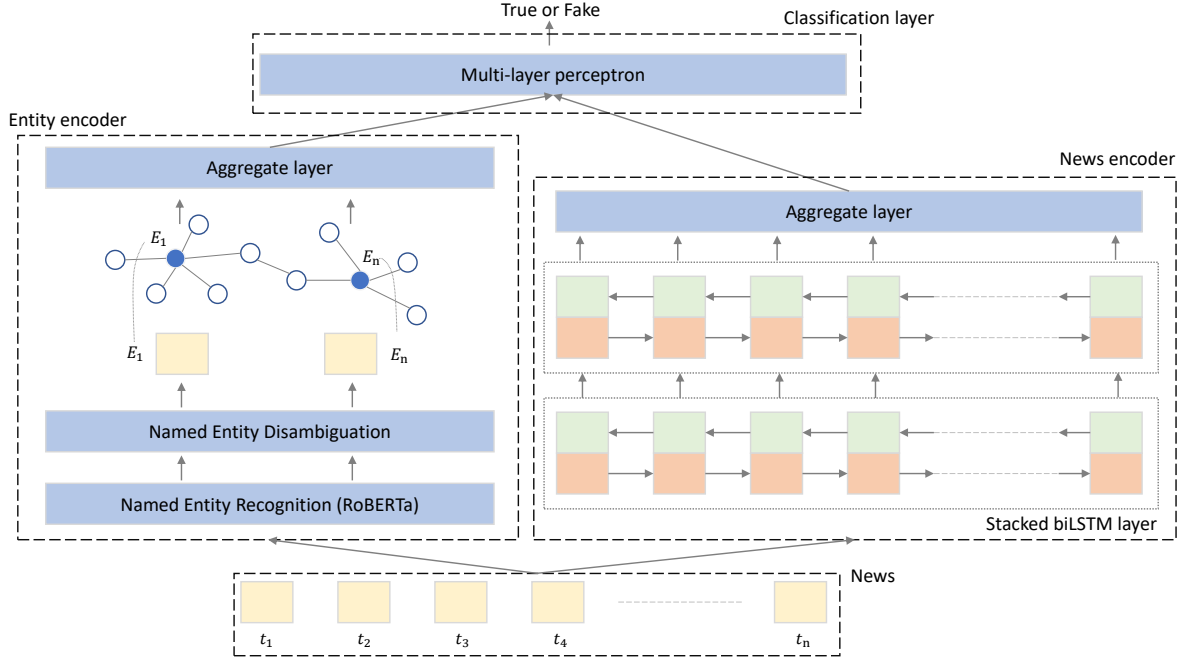 True or Fake
Classification layer
Multi-layer perceptron
Entity encoder
Aggregate layer
E₁
Eₙ
E₁
Eₙ
Named Entity Disambiguation
Named Entity Recognition (RoBERTa)
News encoder
Aggregate layer
Stacked biLSTM layer
News
t₁ t₂ t₃ t₄ tₙ